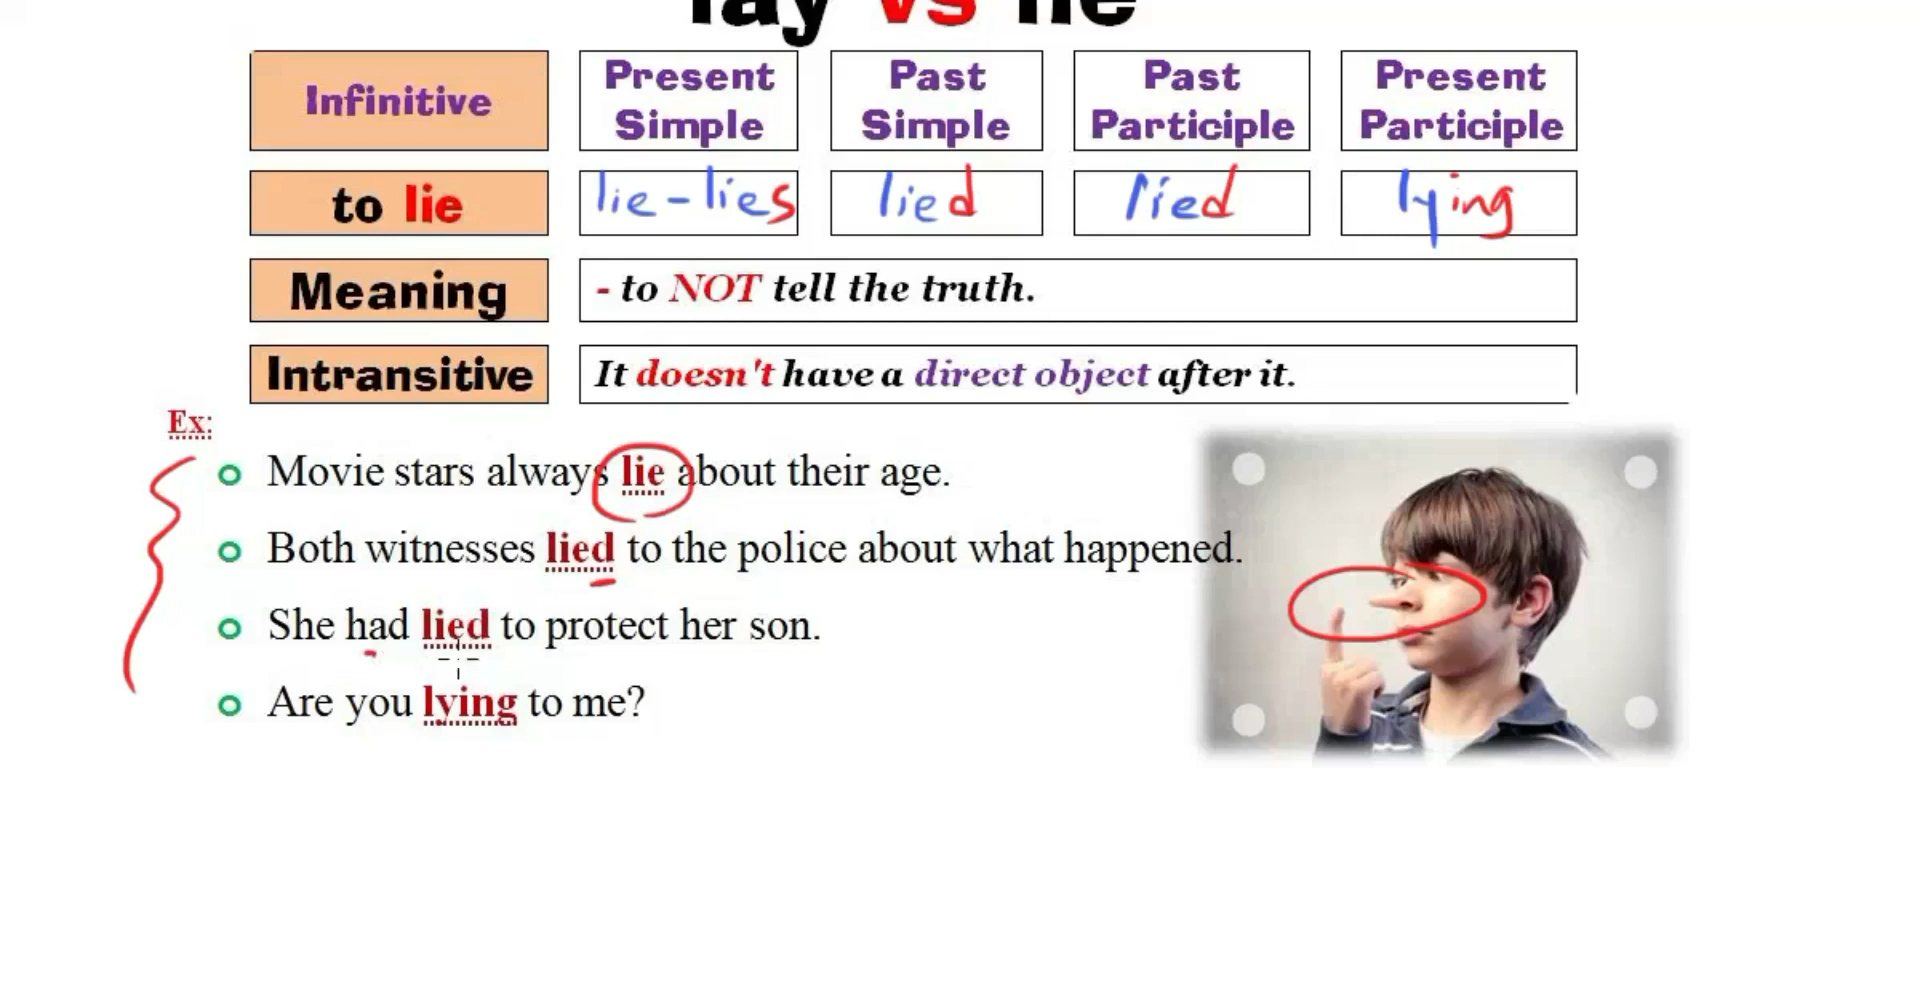 lay vs lie
Infinitive
Present Simple
Past Simple
Past Participle
Present Participle
to lie
lie-lies
lied
lied
lying
Meaning
- to NOT tell the truth.
Intransitive
It doesn't have a direct object after it.
Ex:
Movie stars always lie about their age.
Both witnesses lied to the police about what happened.
She had lied to protect her son.
Are you lying to me?